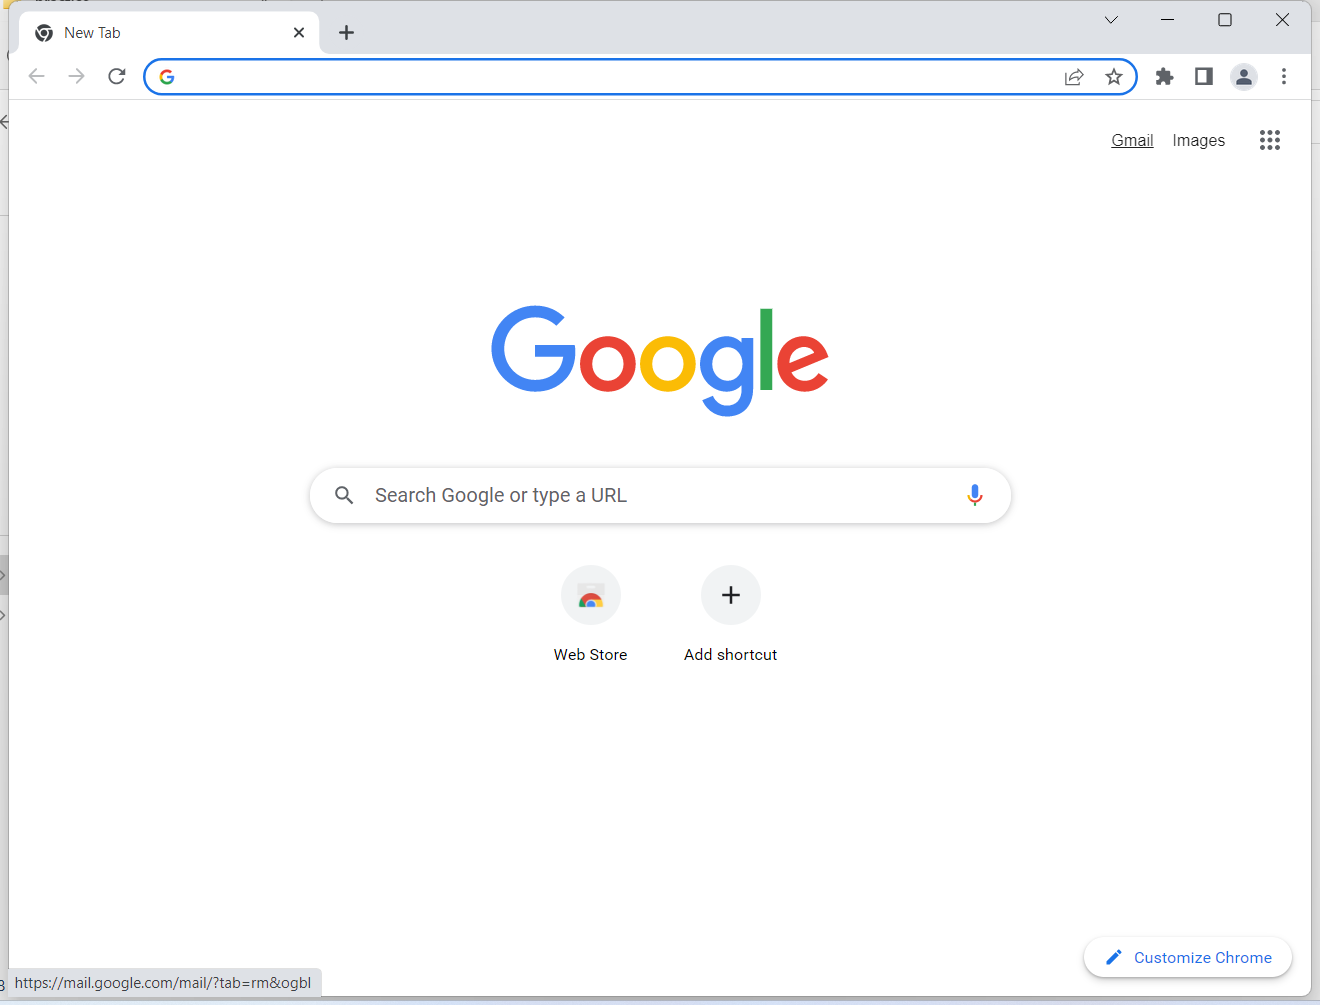 New Tab
Gmail Images
Google
Search Google or type a URL
Web Store
Add shortcut
Customize Chrome
https://mail.google.com/mail/?tab=rm&ogbl